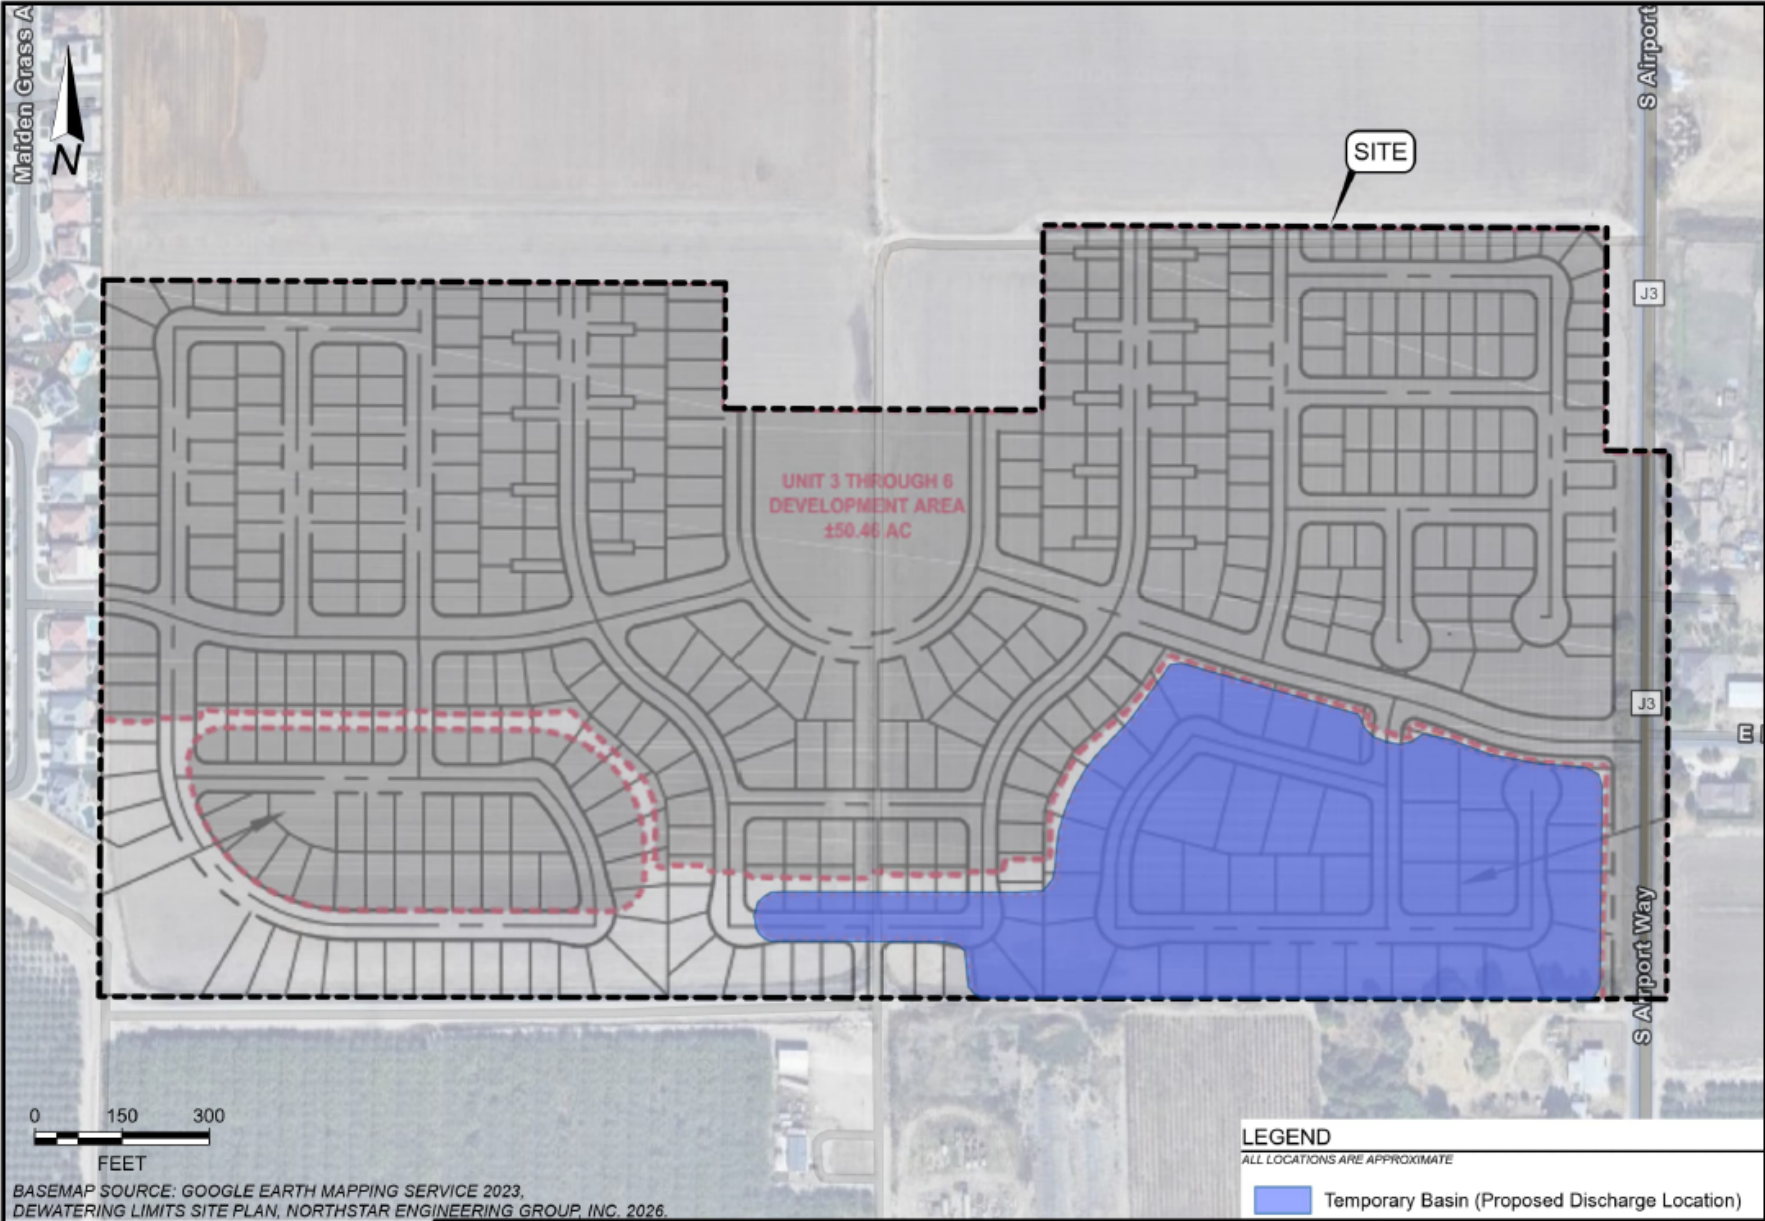 Maiden Grass A
S Airport
N
SITE
J3
UNIT 3 THROUGH 6
DEVELOPMENT AREA
±50.46 AC
J3
E
S Airport Way
0 150 300
FEET
BASEMAP SOURCE: GOOGLE EARTH MAPPING SERVICE 2023,
DEWATERING LIMITS SITE PLAN, NORTHSTAR ENGINEERING GROUP, INC. 2026.
LEGEND
ALL LOCATIONS ARE APPROXIMATE
Temporary Basin (Proposed Discharge Location)